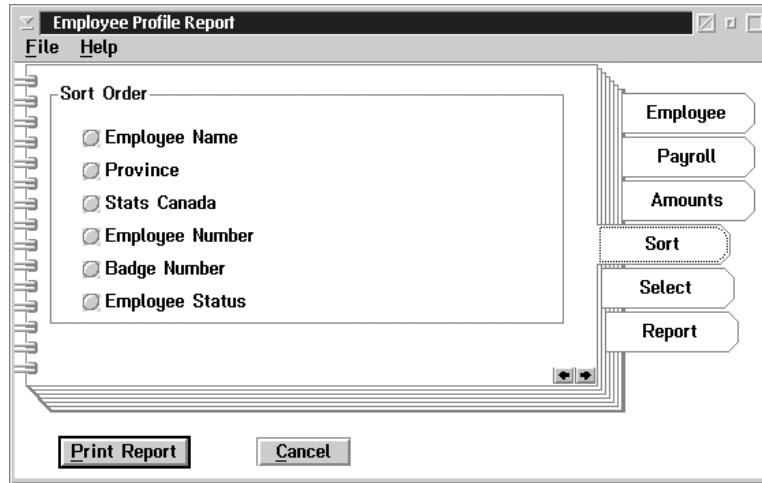 Employee Profile Report
File Help
Sort Order
Employee Name
Province
Stats Canada
Employee Number
Badge Number
Employee Status
Employee
Payroll
Amounts
Sort
Select
Report
Print Report Cancel